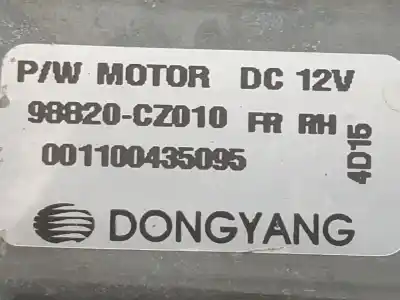 P/W MOTOR DC 12V
98820-CZ010 FR RH
001100435095
4D15
DONGYANG